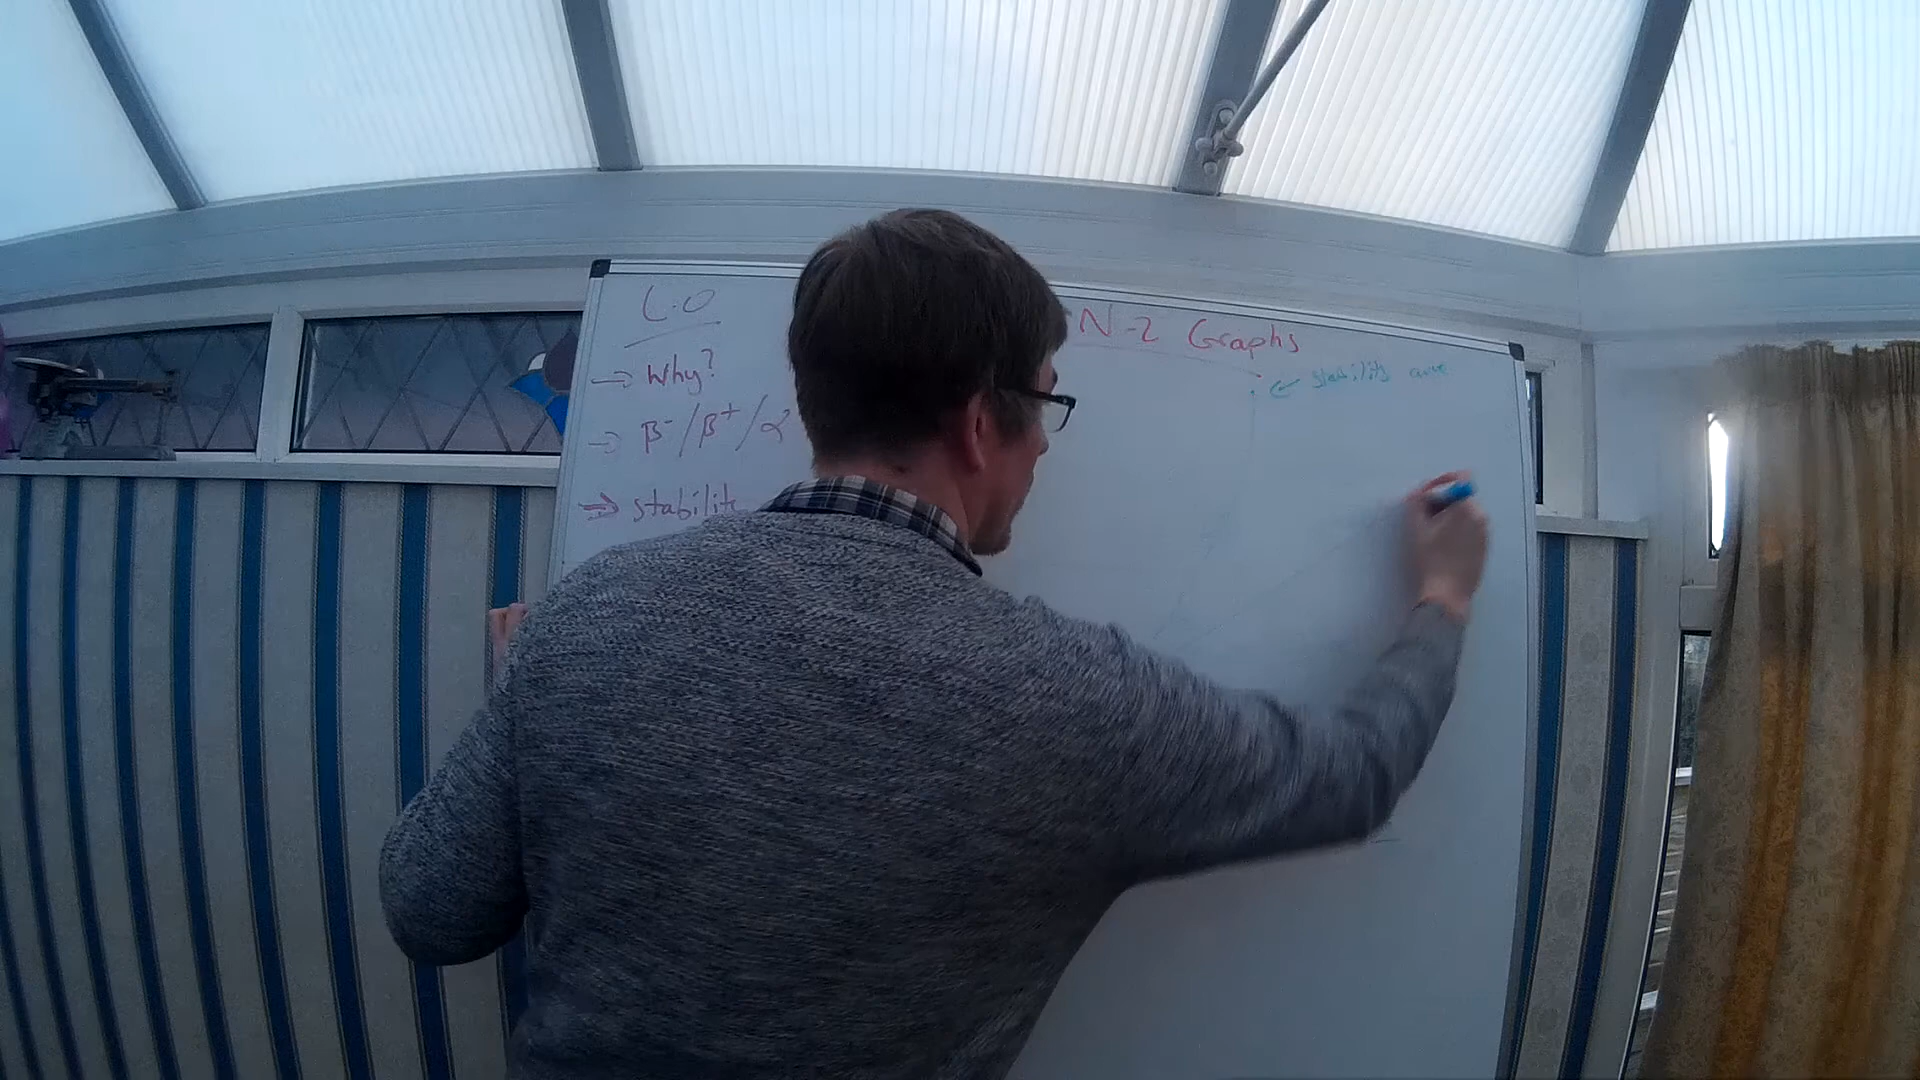 L.O
→ Why?
→ β⁻/β⁺/α
⇒ stability
N-Z Graphs
← stability curve